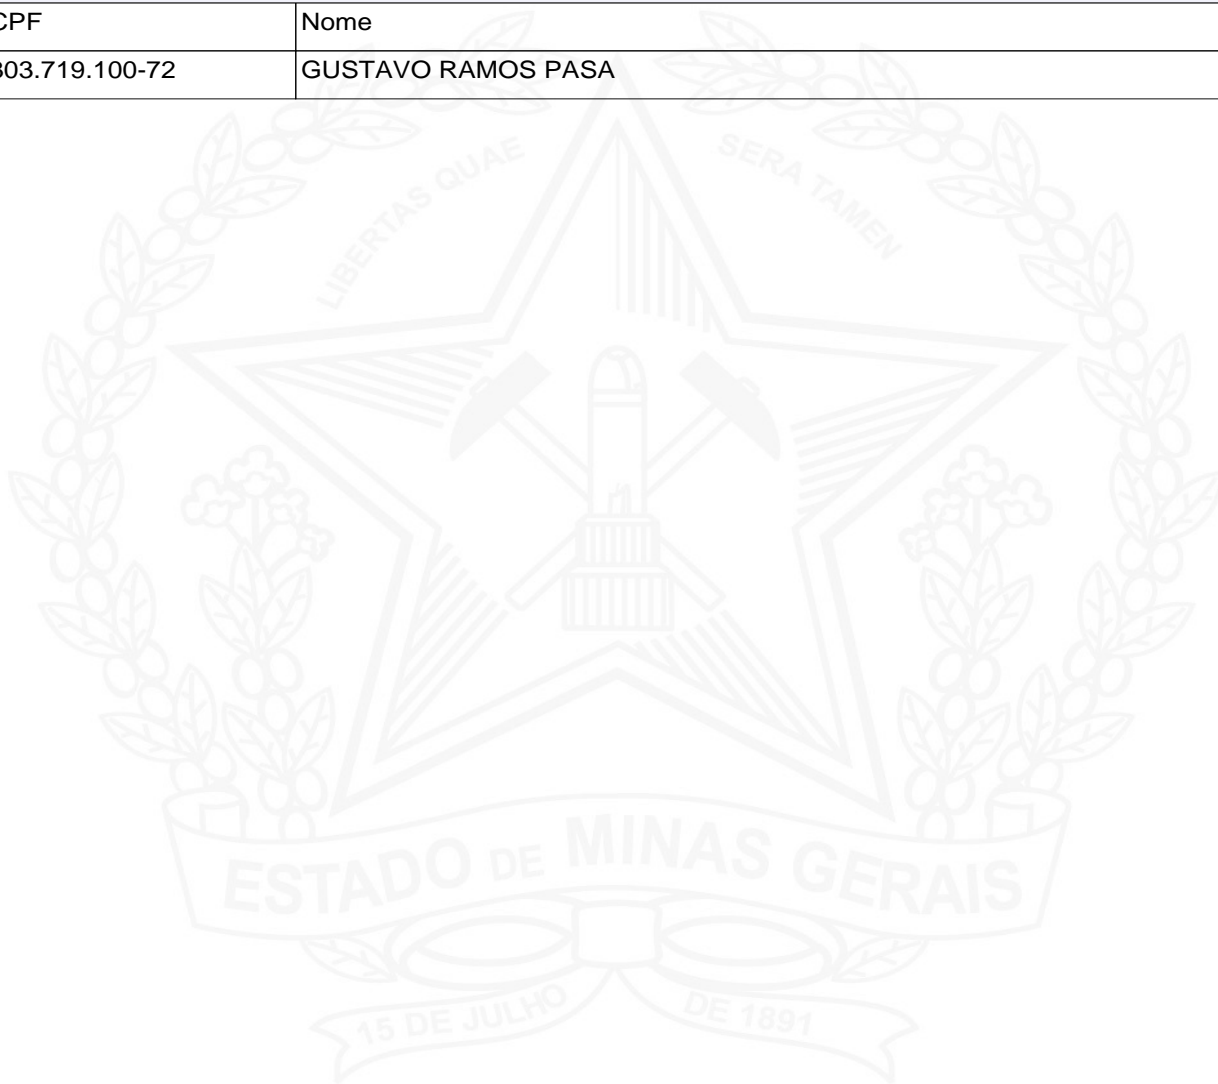 CPF Nome
803.719.100-72 GUSTAVO RAMOS PASA
LIBERTAS QUAE SERA TAMEN
ESTADO DE MINAS GERAIS
15 DE JULHO DE 1891